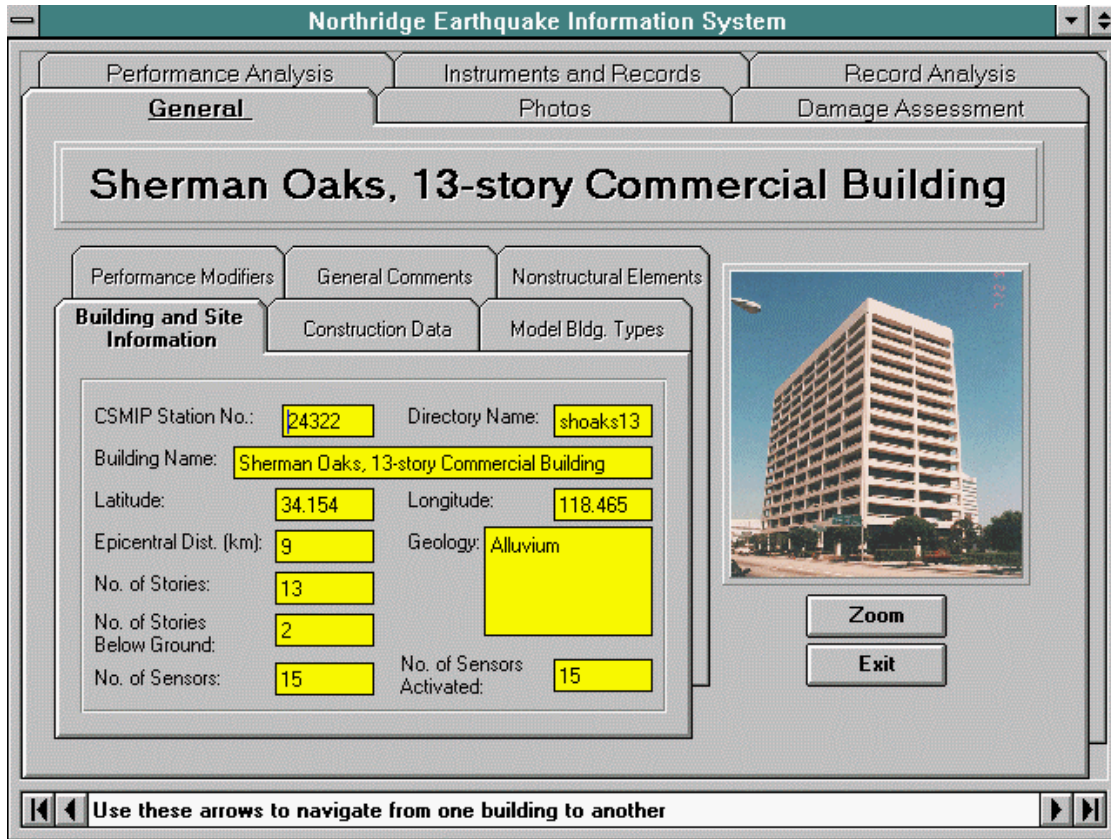 Northridge Earthquake Information System
Performance Analysis
Instruments and Records
Record Analysis
General
Photos
Damage Assessment
Sherman Oaks, 13-story Commercial Building
Performance Modifiers
General Comments
Nonstructural Elements
Building and Site
Information
Construction Data
Model Bldg. Types
CSMIP Station No.: 24322 Directory Name: shoaks13
Building Name: Sherman Oaks, 13-story Commercial Building
Latitude: 34.154 Longitude: 118.465
Epicentral Dist. (km): 9 Geology: Alluvium
No. of Stories: 13
No. of Stories
Below Ground: 2
No. of Sensors: 15 No. of Sensors
Activated: 15
Zoom
Exit
Use these arrows to navigate from one building to another